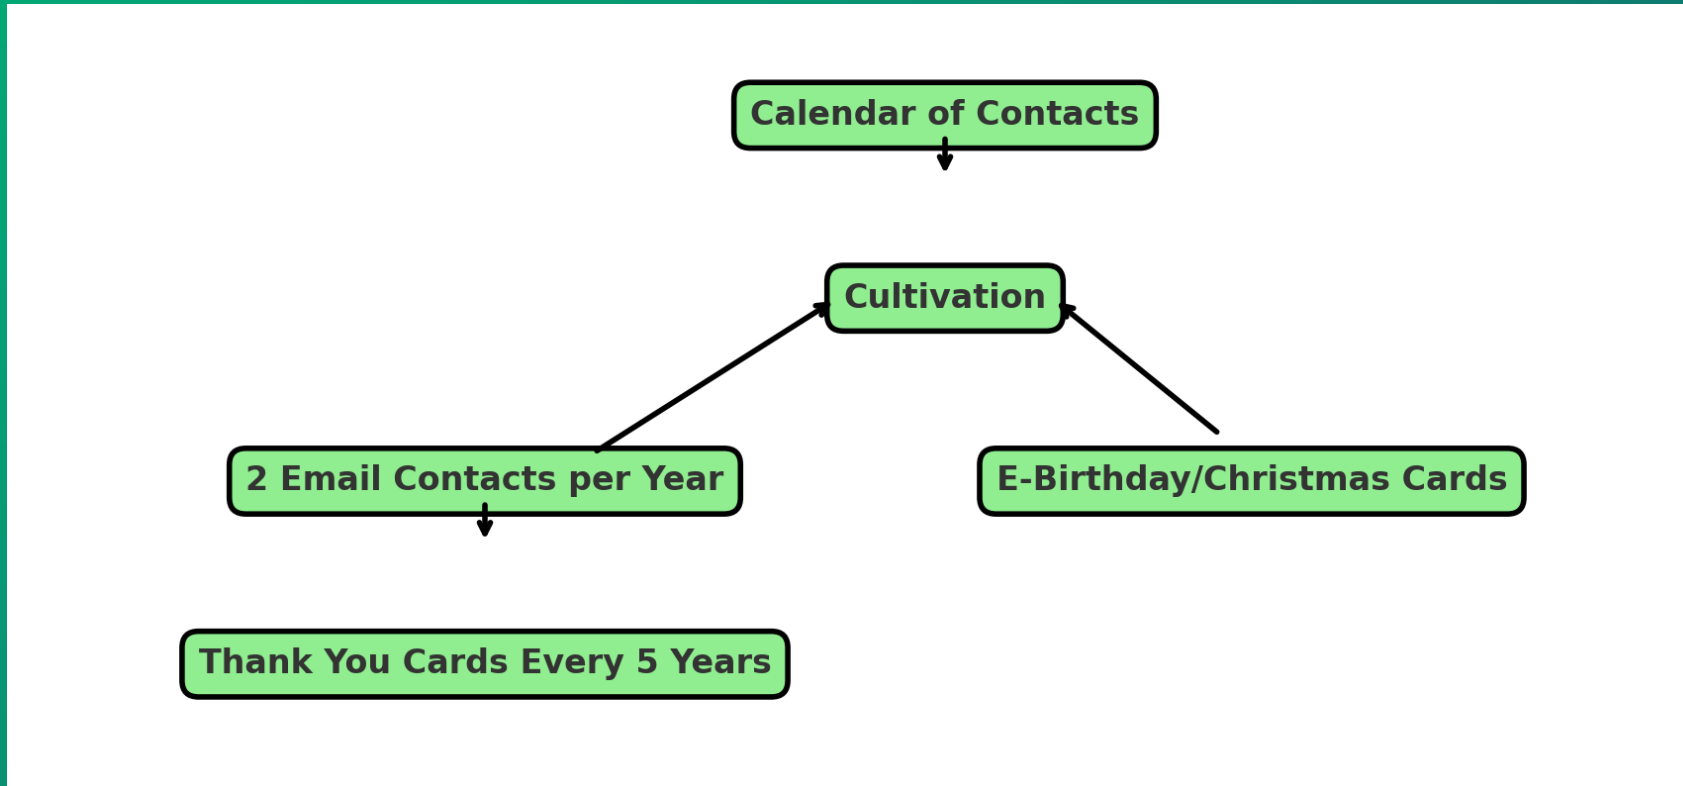 Calendar of Contacts
Cultivation
2 Email Contacts per Year
E-Birthday/Christmas Cards
Thank You Cards Every 5 Years